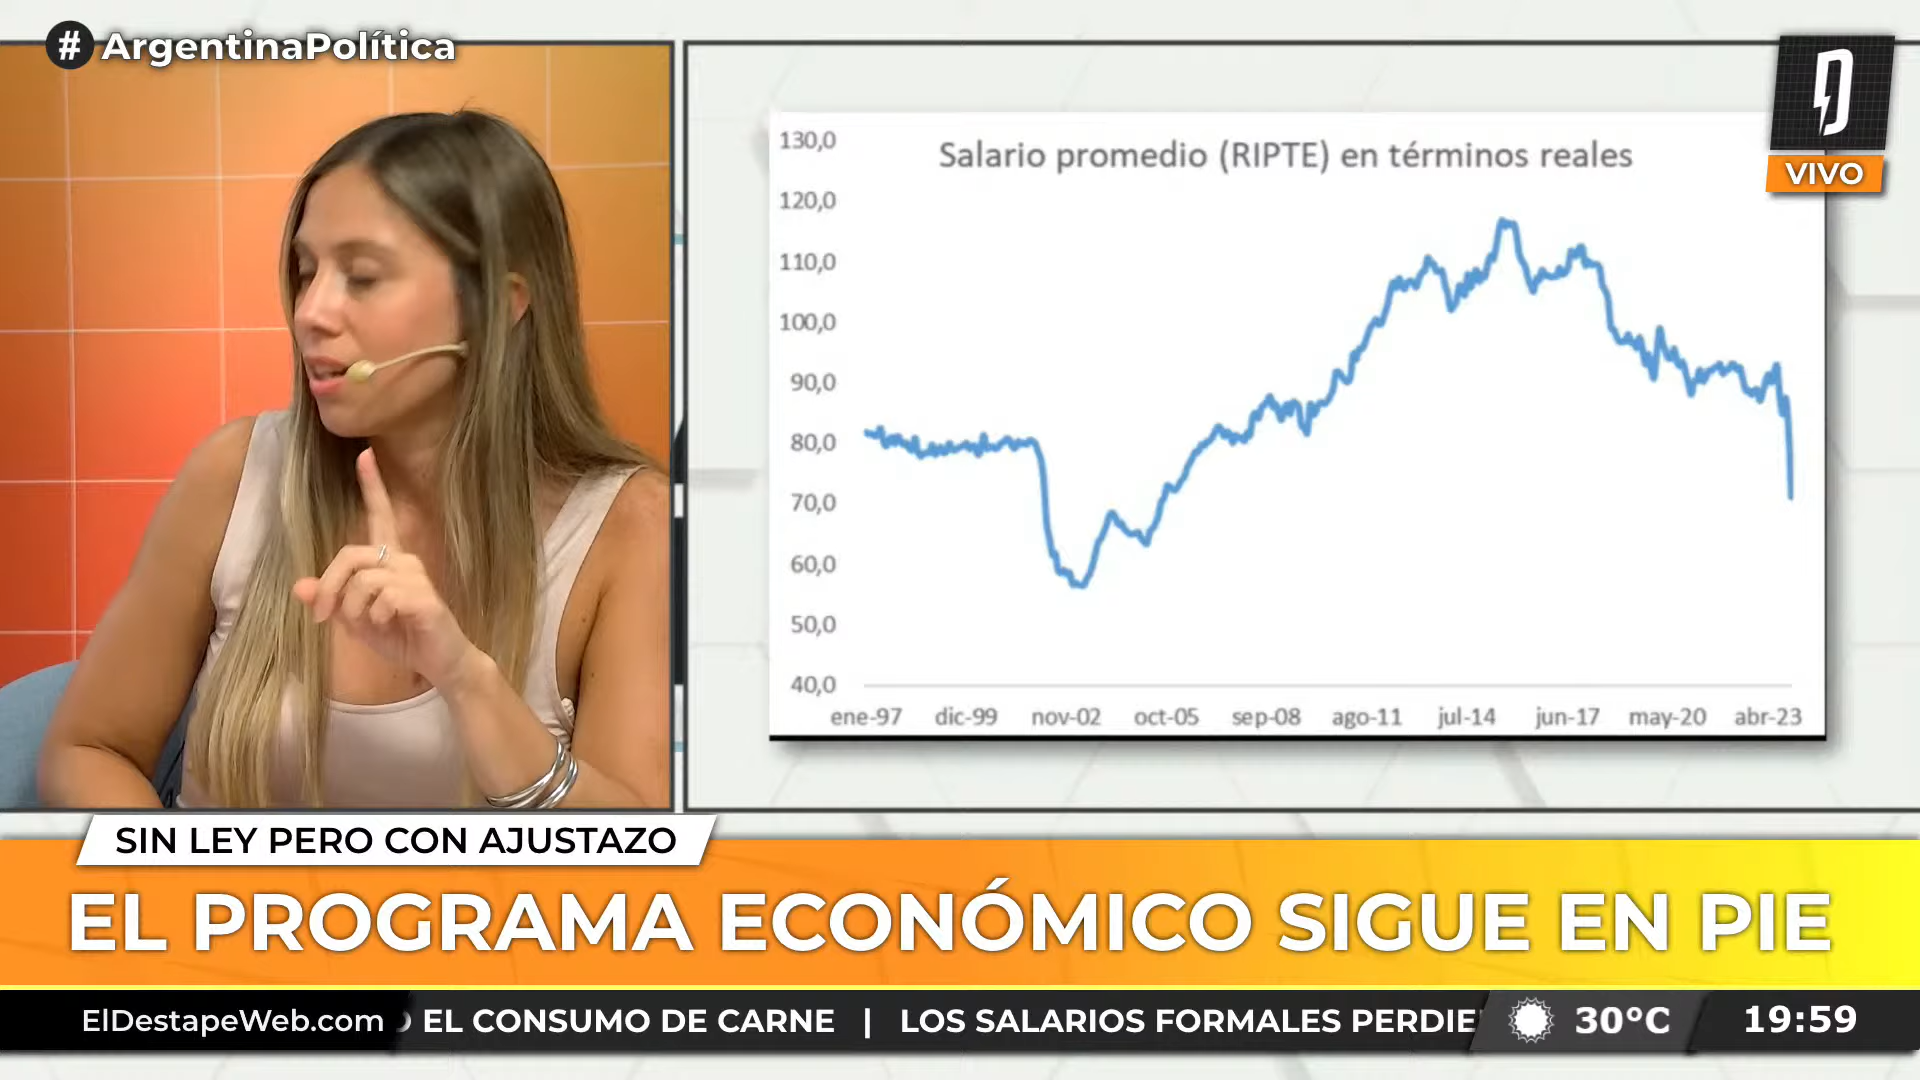 # ArgentinaPolítica
VIVO
Salario promedio (RIPTE) en términos reales
130,0
120,0
110,0
100,0
90,0
80,0
70,0
60,0
50,0
40,0
ene-97 dic-99 nov-02 oct-05 sep-08 ago-11 jul-14 jun-17 may-20 abr-23
SIN LEY PERO CON AJUSTAZO
EL PROGRAMA ECONÓMICO SIGUE EN PIE
ElDestapeWeb.com EL CONSUMO DE CARNE | LOS SALARIOS FORMALES PERDIE 30°C 19:59